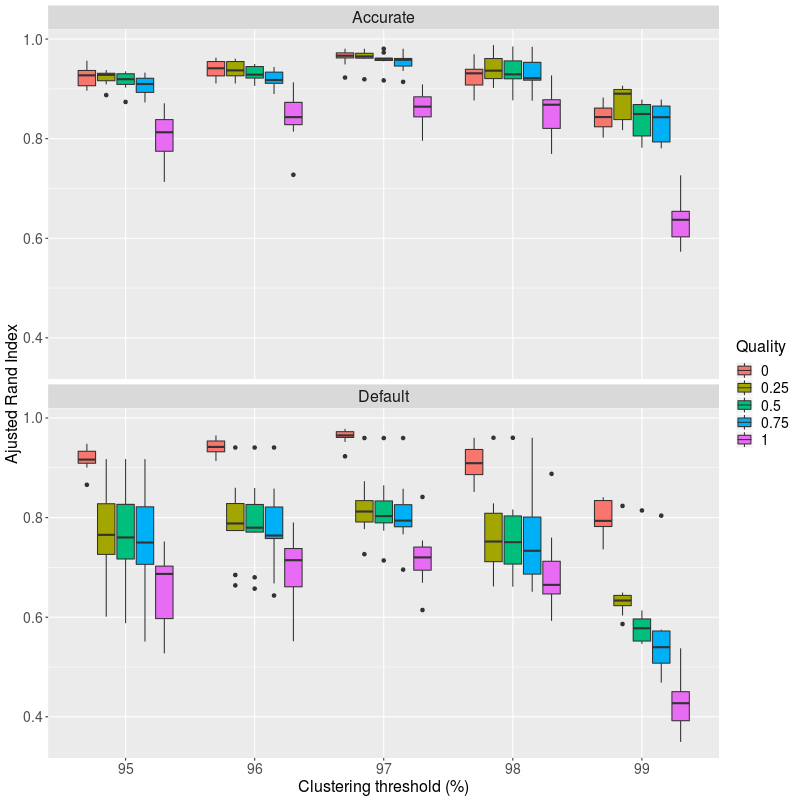 Accurate
1.0
0.8
0.6
0.4
Default
1.0
0.8
0.6
0.4
95 96 97 98 99
Clustering threshold (%)
Ajusted Rand Index
Quality
0
0.25
0.5
0.75
1